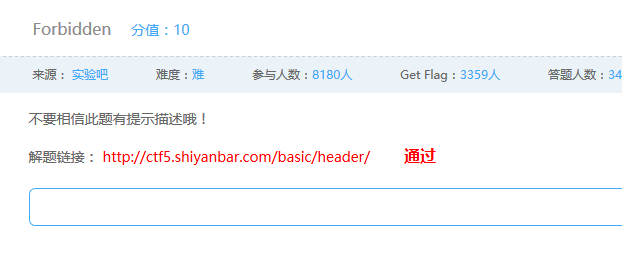 Forbidden 分值：10
来源： 实验吧 难度：难 参与人数：8180人 Get Flag：3359人 答题人数：34
不要相信此题有提示描述哦！
解题链接： http://ctf5.shiyanbar.com/basic/header/ 通过